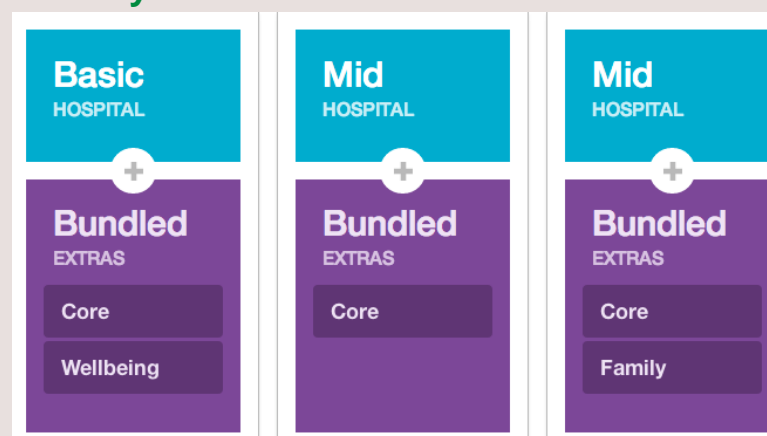 Basic
HOSPITAL
Bundled
EXTRAS
Core
Wellbeing
Mid
HOSPITAL
Bundled
EXTRAS
Core
Mid
HOSPITAL
Bundled
EXTRAS
Core
Family